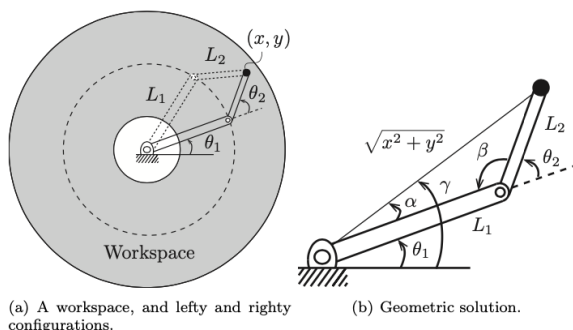 (x, y)
L₂
L₁
θ₂
θ₁
Workspace
(a) A workspace, and lefty and righty
configurations.
√x² + y²
L₂
β
θ₂
γ
α
L₁
θ₁
(b) Geometric solution.